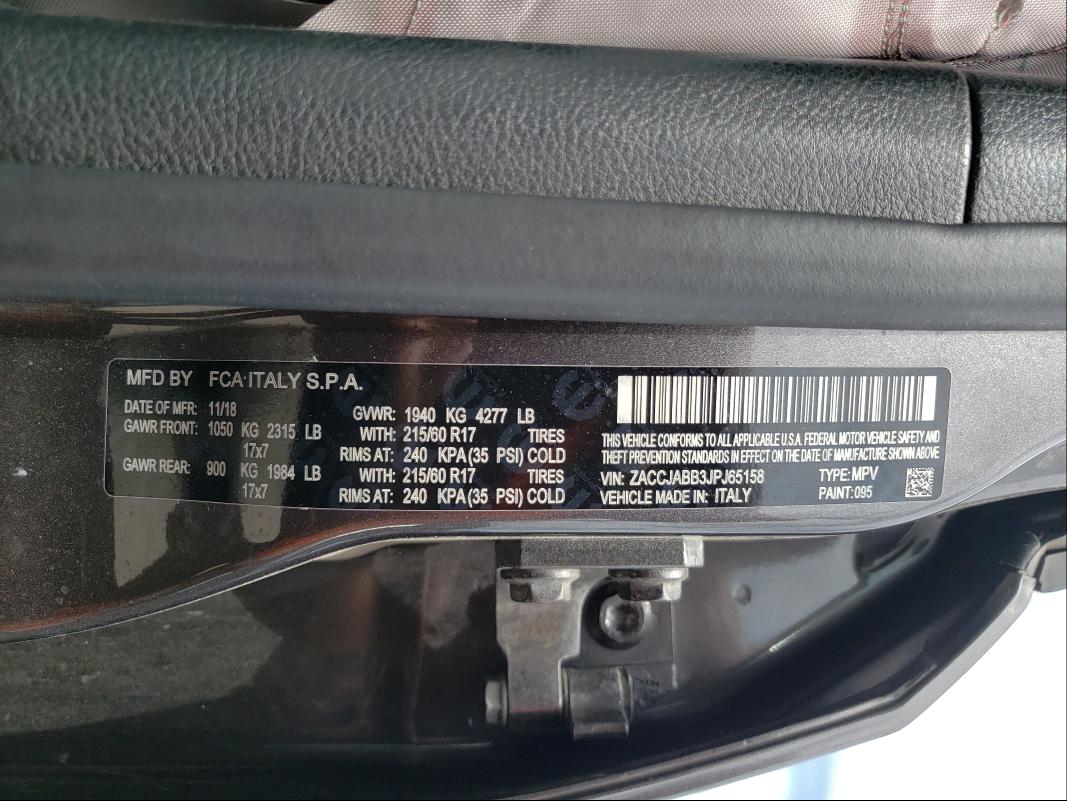 MFD BY FCA ITALY S.P.A.
DATE OF MFR: 11/18
GVWR: 1940 KG 4277 LB
GAWR FRONT: 1050 KG 2315 LB WITH: 215/60 R17 TIRES
17x7 RIMS AT: 240 KPA (35 PSI) COLD
GAWR REAR: 900 KG 1984 LB WITH: 215/60 R17 TIRES
17x7 RIMS AT: 240 KPA (35 PSI) COLD
THIS VEHICLE CONFORMS TO ALL APPLICABLE U.S.A. FEDERAL MOTOR VEHICLE SAFETY AND
THEFT PREVENTION STANDARDS IN EFFECT ON THE DATE OF MANUFACTURE SHOWN ABOVE
VIN: ZACCJABB3JPJ65158 TYPE: MPV
VEHICLE MADE IN: ITALY PAINT: 095